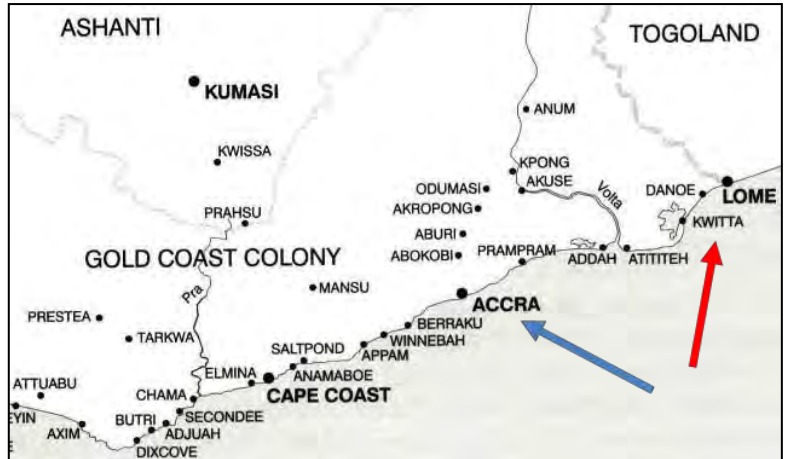 ASHANTI
TOGOLAND
KUMASI
ANUM
KWISSA
KPONG
ODUMASI
AKUSE
DANOE
LOME
AKROPONG
Volta
KWITTA
PRAHSU
ABURI
GOLD COAST COLONY
ABOKOBI
PRAMPRAM
ADDAH
ATITITEH
Pra
MANSU
ACCRA
PRESTEA
BERRAKU
TARKWA
WINNEBAH
SALTPOND
APPAM
ELMINA
ANAMABOE
ATTUABU
CHAMA
CAPE COAST
EYIN
BUTRI
SECONDEE
AXIM
ADJUAH
E
DIXCOVE